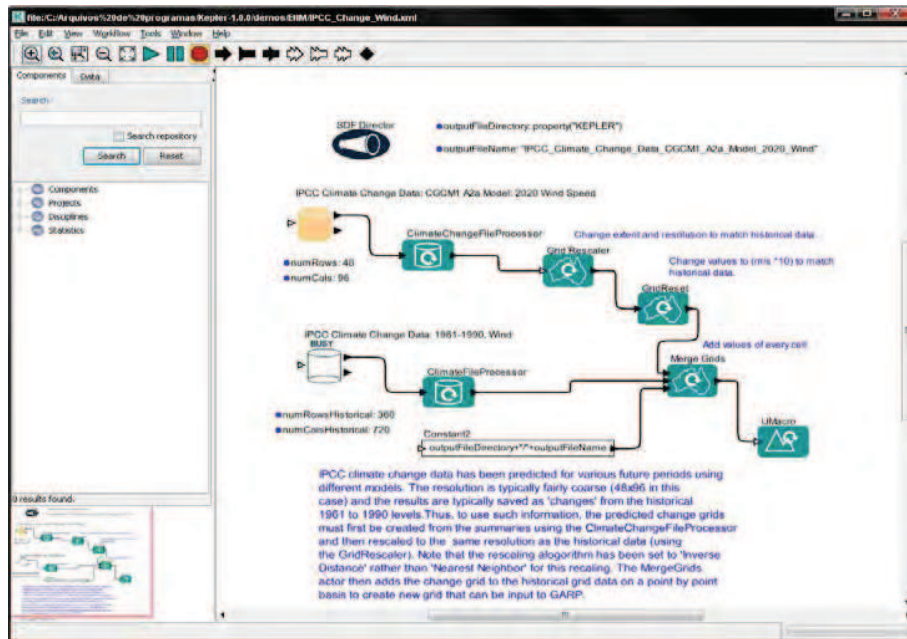 file:/C:/Arquivos%20de%20programas/Kepler-1.0.0/demos/ENM/IPCC_Change_Wind.xml
File Edit View Workflow Tools Window Help
Components Data
Search
Search repository
Search Reset
Components
Projects
Disciplines
Statistics
0 results found.
SDF Director
outputFileDirectory: property("KEPLER")
outputFileName: "IPCC_Climate_Change_Data_CGCM1_A2a_Model_2020_Wind"
IPCC Climate Change Data: CGCM1 A2a Model: 2020 Wind Speed
ClimateChangeFileProcessor
numRows: 40
numCols: 96
Change extent and resolution to match historical data.
Grid Rescaler
Change values to (m/s *10) to match
historical data.
GridReset
IPCC Climate Change Data: 1961-1990, Wind
BUSY
ClimateFileProcessor
Add values of every cell
Merge Grids
numRowsHistorical: 360
numColsHistorical: 720
Constant2
outputFileDirectory+"/"+outputFileName
IJMacro
IPCC climate change data has been predicted for various future periods using
different models. The resolution is typically fairly coarse (48x96 in this
case) and the results are typically saved as 'changes' from the historical
1961 to 1990 levels.Thus, to use such information, the predicted change grids
must first be created from the summaries using the ClimateChangeFileProcessor
and then rescaled to the same resolution as the historical data (using
the GridRescaler). Note that the rescaling alogorithm has been set to 'Inverse
Distance' rather than 'Nearest Neighbor' for this recaling. The MergeGrids
actor then adds the change grid to the historical grid data on a point by point
basis to create new grid that can be input to GARP.